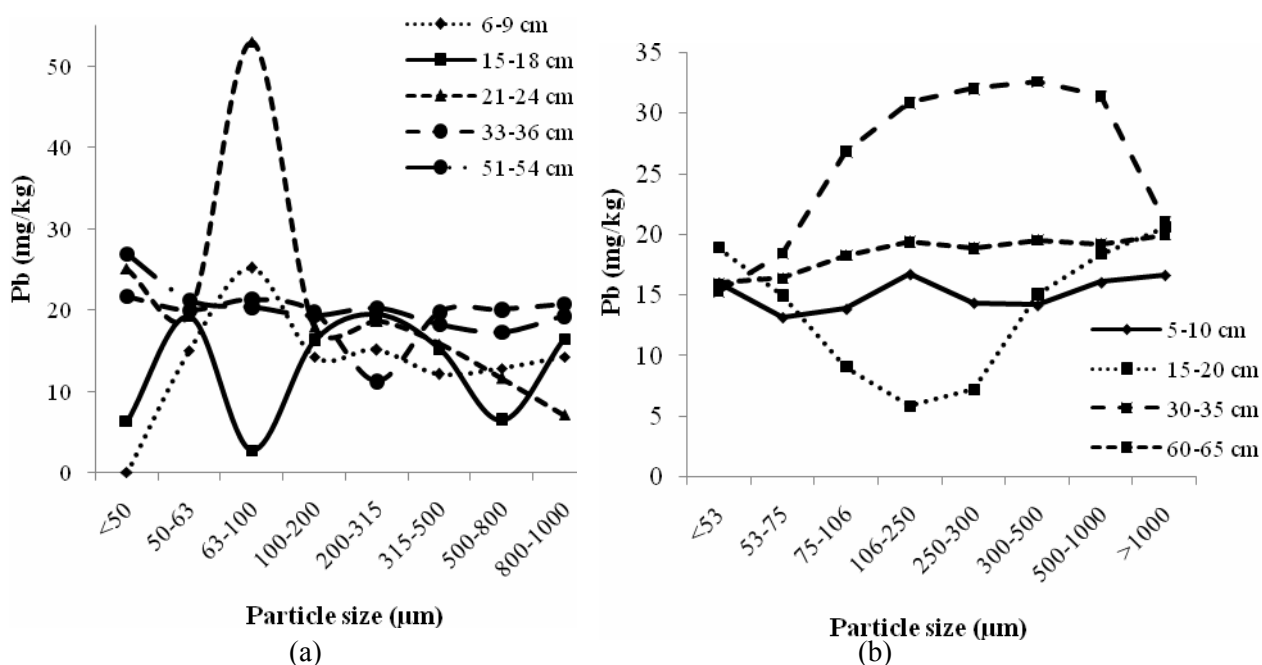 6-9 cm
15-18 cm
21-24 cm
33-36 cm
51-54 cm
Pb (mg/kg)
50
40
30
20
10
0
<50
50-63
63-100
100-200
200-315
315-500
500-800
800-1000
Particle size (µm)
(a)
35
30
25
20
15
10
5
0
Pb (mg/kg)
5-10 cm
15-20 cm
30-35 cm
60-65 cm
<53
53-75
75-106
106-250
250-300
300-500
500-1000
>1000
Particle size (µm)
(b)